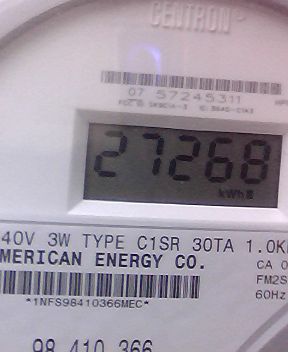 CENTRON
07 57245311
27268
kWh
40V 3W TYPE C1SR 30TA 1.0K
MERICAN ENERGY CO.
CA 0
FM2S
60Hz
*1NFS98410366MEC*
98 410 366